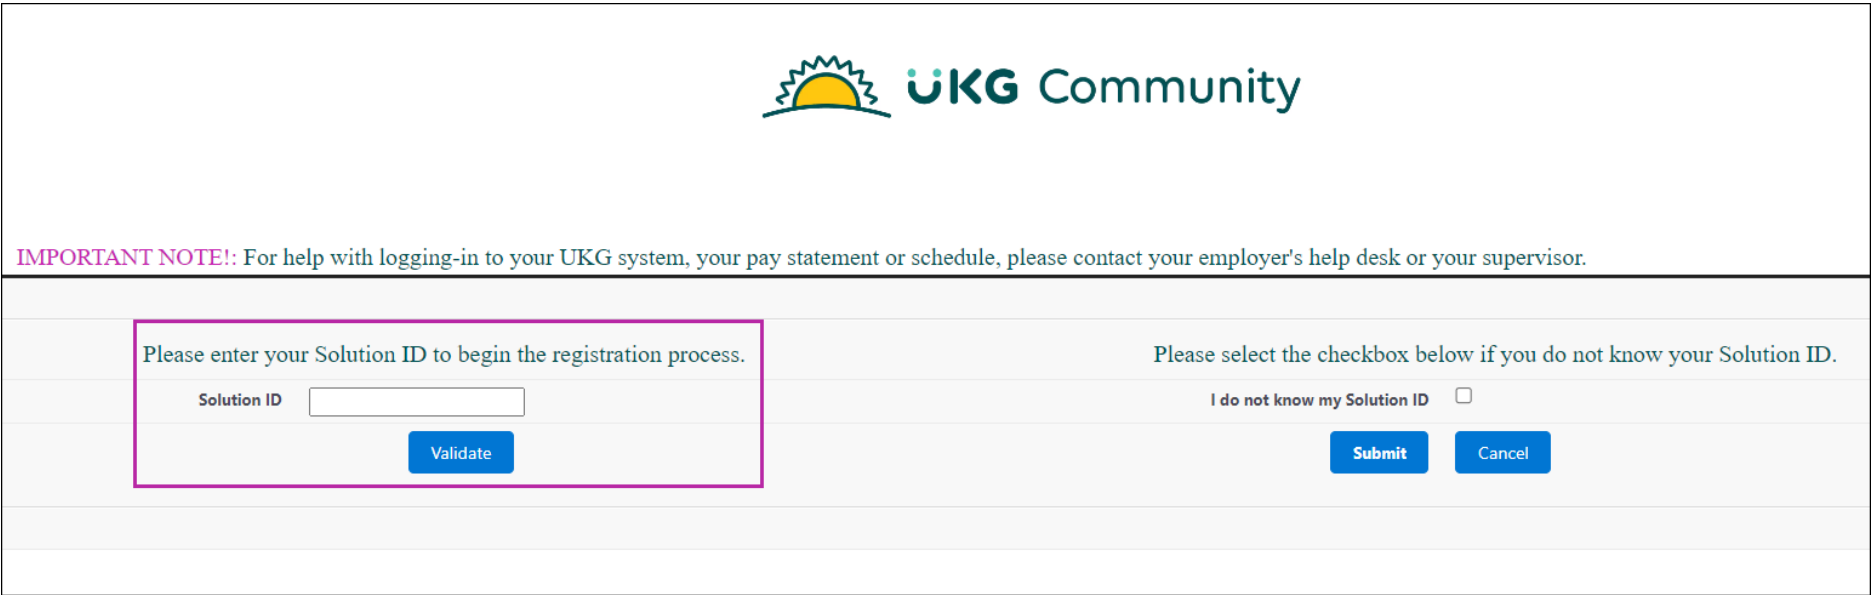 UKG Community
IMPORTANT NOTE!: For help with logging-in to your UKG system, your pay statement or schedule, please contact your employer's help desk or your supervisor.
Please enter your Solution ID to begin the registration process.
Solution ID
Validate
Please select the checkbox below if you do not know your Solution ID.
I do not know my Solution ID
Submit
Cancel